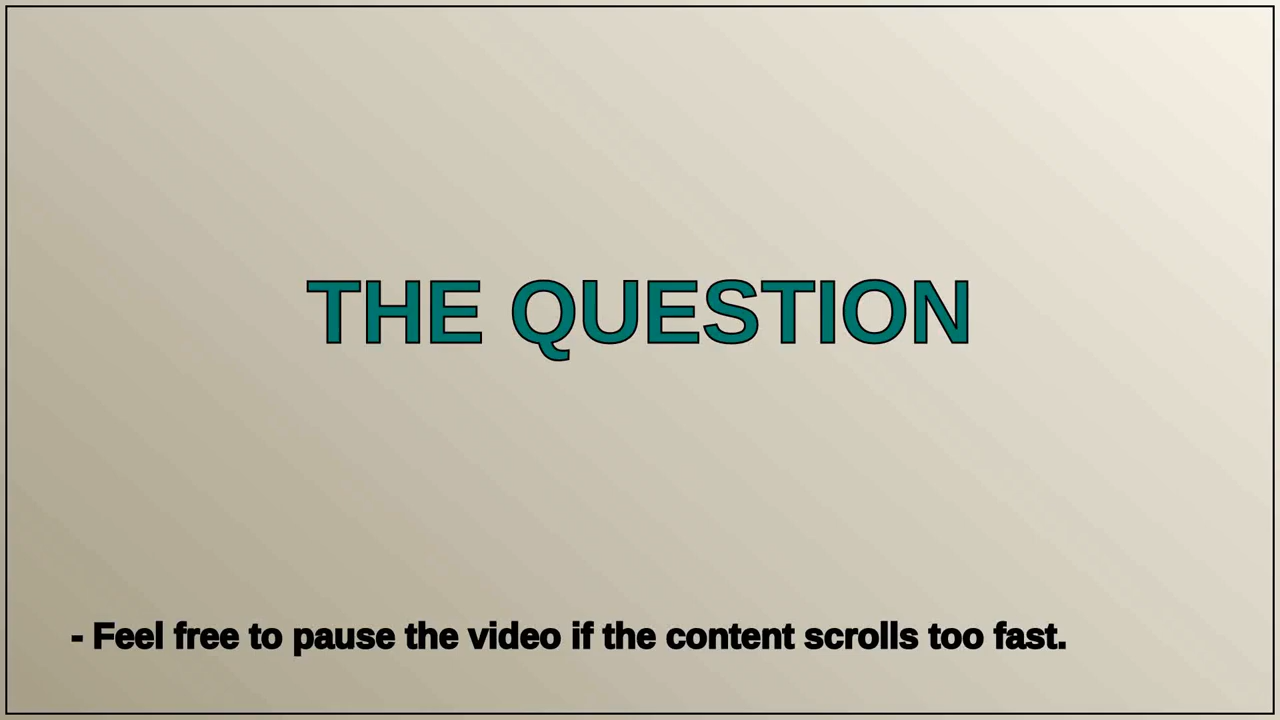 THE QUESTION
- Feel free to pause the video if the content scrolls too fast.